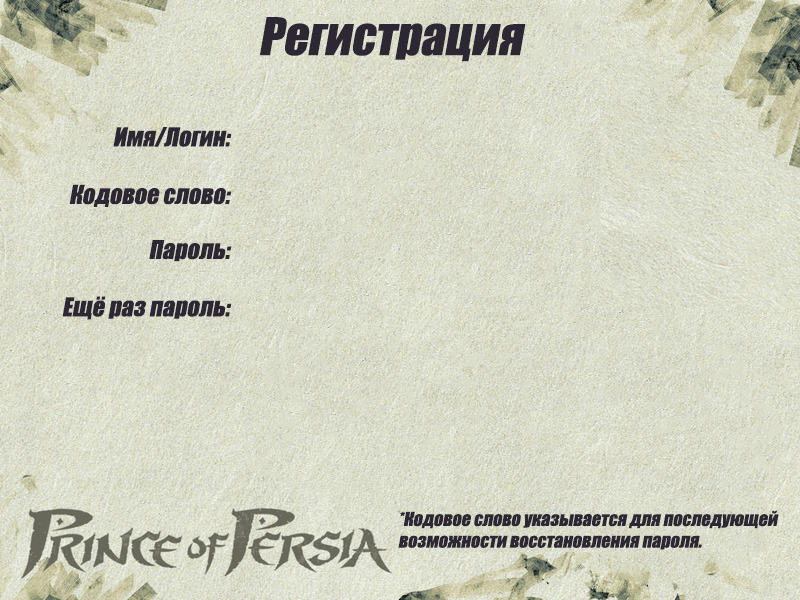 Регистрация
Имя/Логин:
Кодовое слово:
Пароль:
Ещё раз пароль:
PRINCE OF PERSIA
*Кодовое слово указывается для последующей
возможности восстановления пароля.